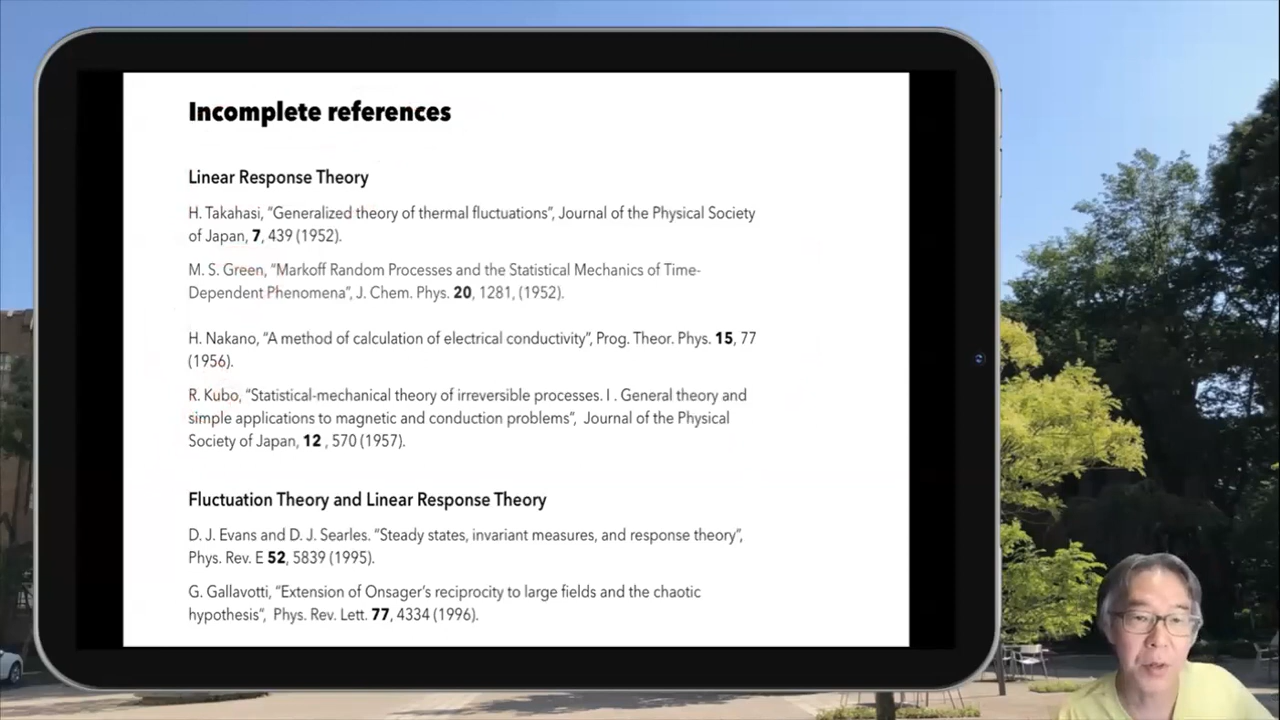 Incomplete references
Linear Response Theory
H. Takahasi, “Generalized theory of thermal fluctuations”, Journal of the Physical Society
of Japan, 7, 439 (1952).
M. S. Green, “Markoff Random Processes and the Statistical Mechanics of Time-
Dependent Phenomena”, J. Chem. Phys. 20, 1281, (1952).
H. Nakano, “A method of calculation of electrical conductivity”, Prog. Theor. Phys. 15, 77
(1956).
R. Kubo, “Statistical-mechanical theory of irreversible processes. I . General theory and
simple applications to magnetic and conduction problems”, Journal of the Physical
Society of Japan, 12 , 570 (1957).
Fluctuation Theory and Linear Response Theory
D. J. Evans and D. J. Searles. “Steady states, invariant measures, and response theory”,
Phys. Rev. E 52, 5839 (1995).
G. Gallavotti, “Extension of Onsager’s reciprocity to large fields and the chaotic
hypothesis”, Phys. Rev. Lett. 77, 4334 (1996).